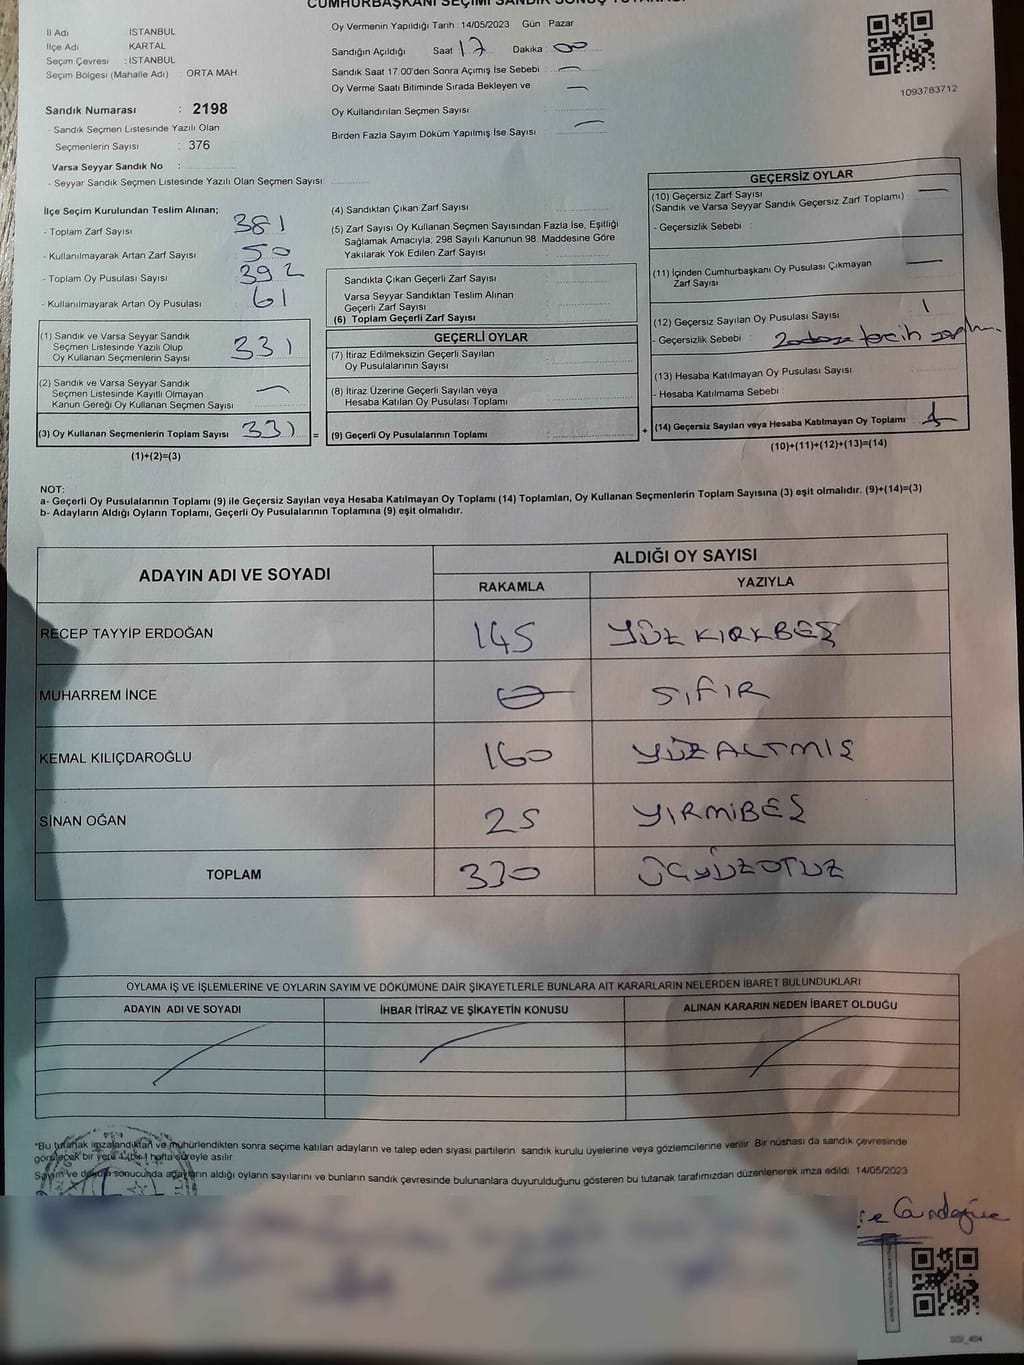 CUMHURBAŞKANI SEÇİMİ SANDIK SONUÇ TUTANAĞI
İl Adı İSTANBUL
İlçe Adı KARTAL
Seçim Çevresi : İSTANBUL
Seçim Bölgesi (Mahalle Adı) : ORTA MAH.
Oy Vermenin Yapıldığı Tarih : 14/05/2023 Gün : Pazar
Sandığın Açıldığı Saat 17 Dakika 00
Sandık Saat 17:00'den Sonra Açımış İse Sebebi :
Oy Verme Saati Bitiminde Sırada Bekleyen ve
Oy Kullandırılan Seçmen Sayısı :
Birden Fazla Sayım Döküm Yapılmış İse Sayısı :
1093783712
Sandık Numarası : 2198
- Sandık Seçmen Listesinde Yazılı Olan
Seçmenlerin Sayısı : 376
Varsa Seyyar Sandık No :
- Seyyar Sandık Seçmen Listesinde Yazılı Olan Seçmen Sayısı:
İlçe Seçim Kurulundan Teslim Alınan;
- Toplam Zarf Sayısı 381
- Kullanılmayarak Artan Zarf Sayısı 50
- Toplam Oy Pusulası Sayısı 392
- Kullanılmayarak Artan Oy Pusulası 61
(1) Sandık ve Varsa Seyyar Sandık
Seçmen Listesinde Yazılı Olup
Oy Kullanan Seçmenlerin Sayısı 331
(2) Sandık ve Varsa Seyyar Sandık
Seçmen Listesinde Kayıtlı Olmayan
Kanun Gereği Oy Kullanan Seçmen Sayısı
(3) Oy Kullanan Seçmenlerin Toplam Sayısı 331 =
(1)+(2)=(3)
(4) Sandıktan Çıkan Zarf Sayısı
(5) Zarf Sayısı Oy Kullanan Seçmen Sayısından Fazla İse, Eşitliği
Sağlamak Amacıyla; 298 Sayılı Kanunun 98. Maddesine Göre
Yakılarak Yok Edilen Zarf Sayısı
Sandıkta Çıkan Geçerli Zarf Sayısı
Varsa Seyyar Sandıktan Teslim Alınan
Geçerli Zarf Sayısı
(6) Toplam Geçerli Zarf Sayısı
GEÇERLİ OYLAR
(7) İtiraz Edilmeksizin Geçerli Sayılan
Oy Pusulalarının Sayısı
(8) İtiraz Üzerine Geçerli Sayılan veya
Hesaba Katılan Oy Pusulası Toplamı
(9) Geçerli Oy Pusulalarının Toplamı +
GEÇERSİZ OYLAR
(10) Geçersiz Zarf Sayısı
(Sandık ve Varsa Seyyar Sandık Geçersiz Zarf Toplamı)
- Geçersizlik Sebebi :
(11) İçinden Cumhurbaşkanı Oy Pusulası Çıkmayan
Zarf Sayısı
(12) Geçersiz Sayılan Oy Pusulası Sayısı 1
- Geçersizlik Sebebi : tercih
(13) Hesaba Katılmayan Oy Pusulası Sayısı
- Hesaba Katılmama Sebebi :
(14) Geçersiz Sayılan veya Hesaba Katılmayan Oy Toplamı : 1
(10)+(11)+(12)+(13)=(14)
NOT:
a- Geçerli Oy Pusulalarının Toplamı (9) ile Geçersiz Sayılan veya Hesaba Katılmayan Oy Toplamı (14) Toplamları, Oy Kullanan Seçmenlerin Toplam Sayısına (3) eşit olmalıdır. (9)+(14)=(3)
b- Adayların Aldığı Oyların Toplamı, Geçerli Oy Pusulalarının Toplamına (9) eşit olmalıdır.
ADAYIN ADI VE SOYADI
ALDIĞI OY SAYISI
RAKAMLA YAZIYLA
RECEP TAYYİP ERDOĞAN 145 YÜZKIRKBEŞ
MUHARREM İNCE 0 SIFIR
KEMAL KILIÇDAROĞLU 160 YÜZALTMIŞ
SİNAN OĞAN 25 YİRMİBEŞ
TOPLAM 330 ÜÇYÜZOTUZ
OYLAMA İŞ VE İŞLEMLERİNE VE OYLARIN SAYIM VE DÖKÜMÜNE DAİR ŞİKAYETLERLE BUNLARA AİT KARARLARIN NELERDEN İBARET BULUNDUKLARI
ADAYIN ADI VE SOYADI İHBAR İTİRAZ VE ŞİKAYETİN KONUSU ALINAN KARARIN NEDEN İBARET OLDUĞU
"Bu tutanak imzalandıktan ve mühürlendikten sonra seçime katılan adayların ve talep eden siyasi partilerin sandık kurulu üyelerine veya gözlemcilerine verilir. Bir nüshası da sandık çevresinde
görülecek bir yere 1 (bir) hafta süreyle asılır.
Sayım ve döküm sonucunda adayların aldığı oyların sayılarını ve bunların sandık çevresinde bulunanlara duyurulduğunu gösteren bu tutanak tarafımızdan düzenlenerek imza edildi. 14/05/2023